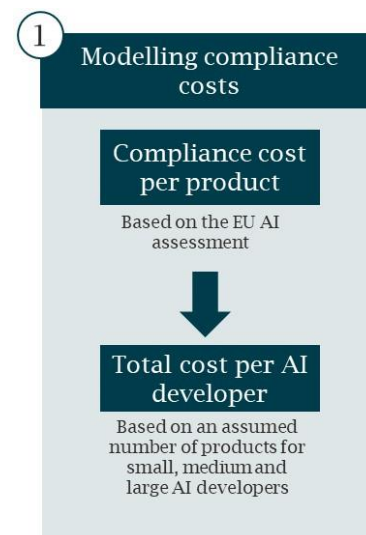 1
Modelling compliance
costs
Compliance cost
per product
Based on the EU AI
assessment
Total cost per AI
developer
Based on an assumed
number of products for
small, medium and
large AI developers